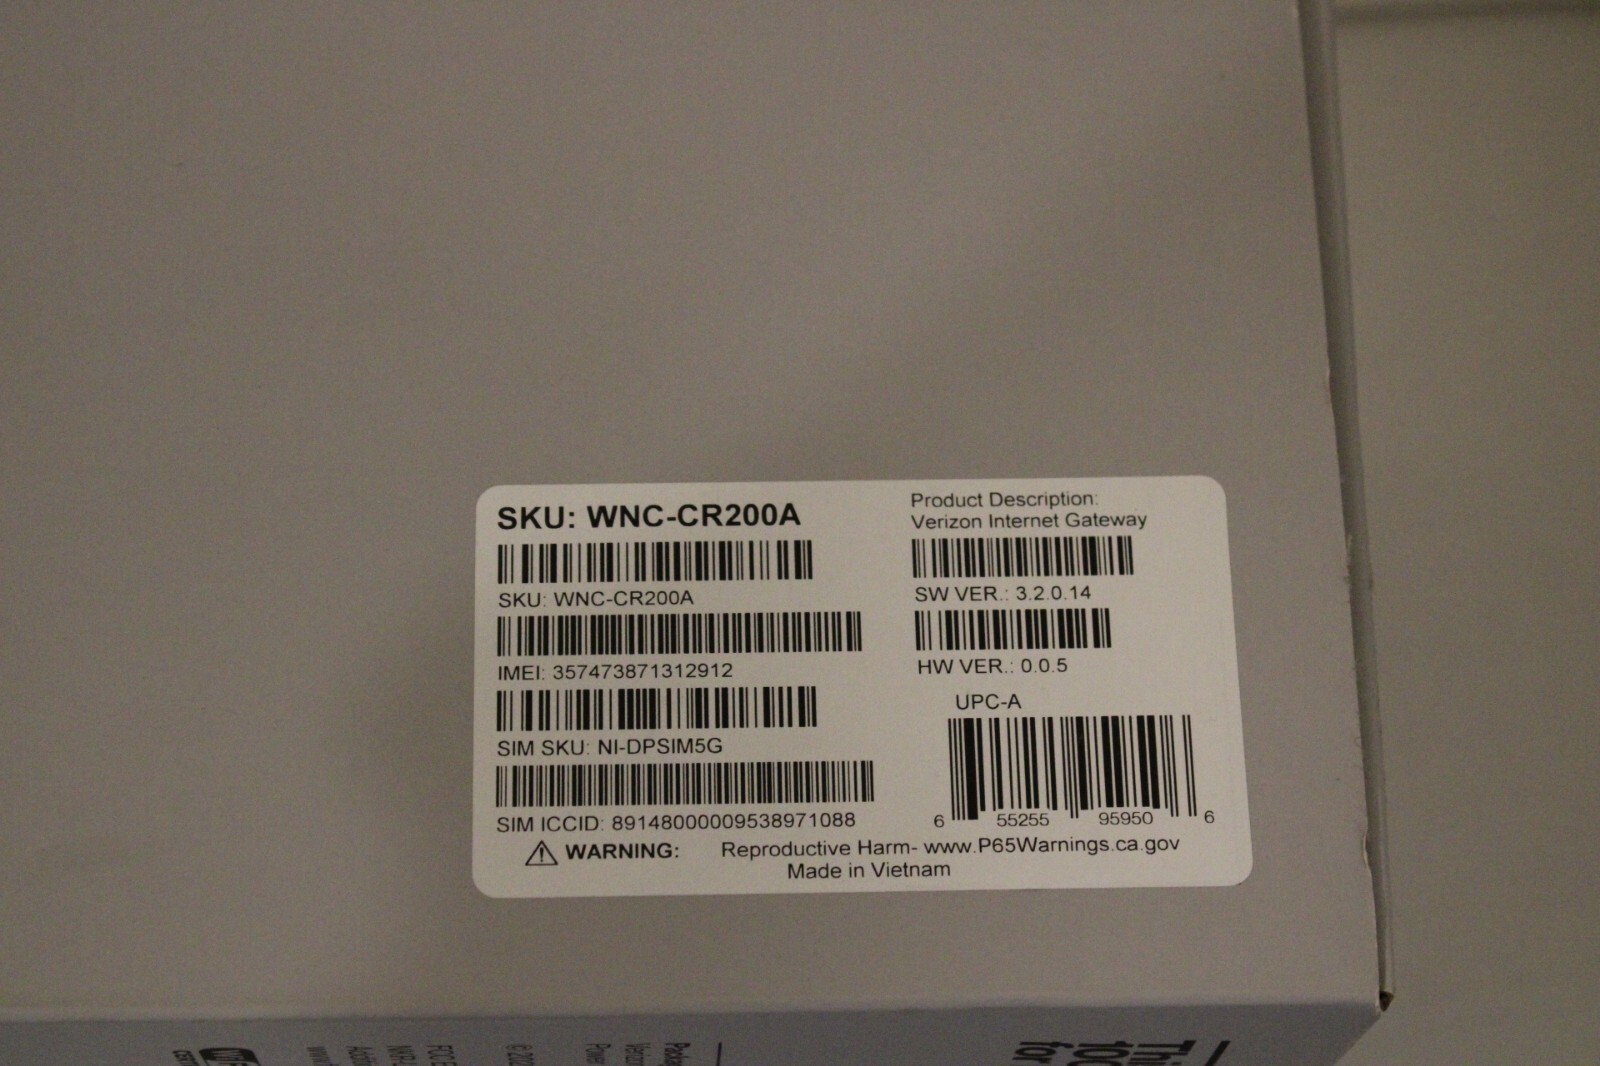 SKU: WNC-CR200A
SKU: WNC-CR200A
IMEI: 357473871312912
SIM SKU: NI-DPSIM5G
SIM ICCID: 89148000009538971088
Product Description:
Verizon Internet Gateway
SW VER.: 3.2.0.14
HW VER.: 0.0.5
UPC-A
6 55255 95950 6
WARNING: Reproductive Harm- www.P65Warnings.ca.gov
Made in Vietnam